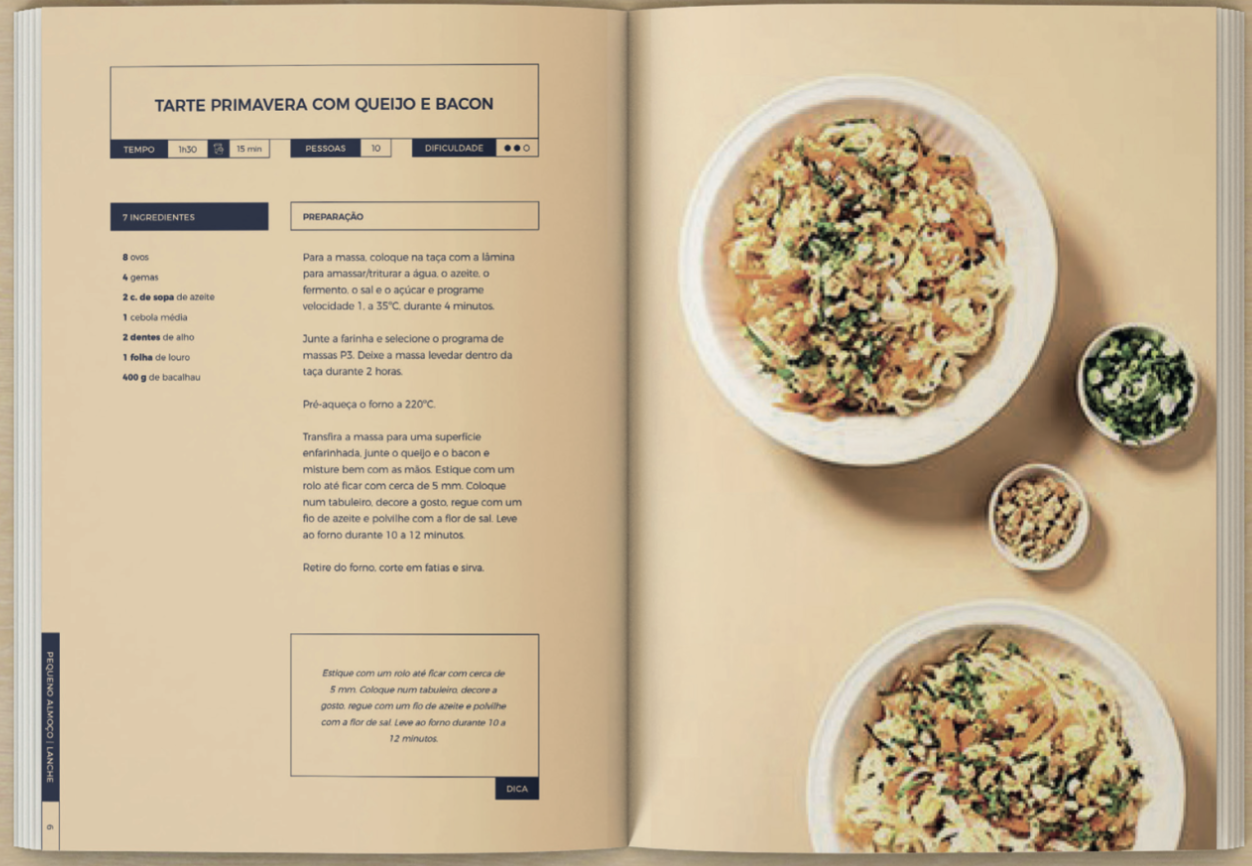 TARTE PRIMAVERA COM QUEIJO E BACON
TEMPO 1h30 15 min PESSOAS 10 DIFICULDADE
7 INGREDIENTES
8 ovos
4 gemas
2 c. de sopa de azeite
1 cebola média
2 dentes de alho
1 folha de louro
400 g de bacalhau
PREPARAÇÃO
Para a massa, coloque na taça com a lâmina
para amassar/triturar a água, o azeite, o
fermento, o sal e o açúcar e programe
velocidade 1, a 35ºC, durante 4 minutos.
Junte a farinha e selecione o programa de
massas P3. Deixe a massa levedar dentro da
taça durante 2 horas.
Pré-aqueça o forno a 220ºC.
Transfira a massa para uma superfície
enfarinhada, junte o queijo e o bacon e
misture bem com as mãos. Estique com um
rolo até ficar com cerca de 5 mm. Coloque
num tabuleiro, decore a gosto, regue com um
fio de azeite e polvilhe com a flor de sal. Leve
ao forno durante 10 a 12 minutos.
Retire do forno, corte em fatias e sirva.
Estique com um rolo até ficar com cerca de
5 mm. Coloque num tabuleiro, decore a
gosto, regue com um fio de azeite e polvilhe
com a flor de sal. Leve ao forno durante 10 a
12 minutos.
DICA
PEQUENO ALMOÇO | LANCHE
6